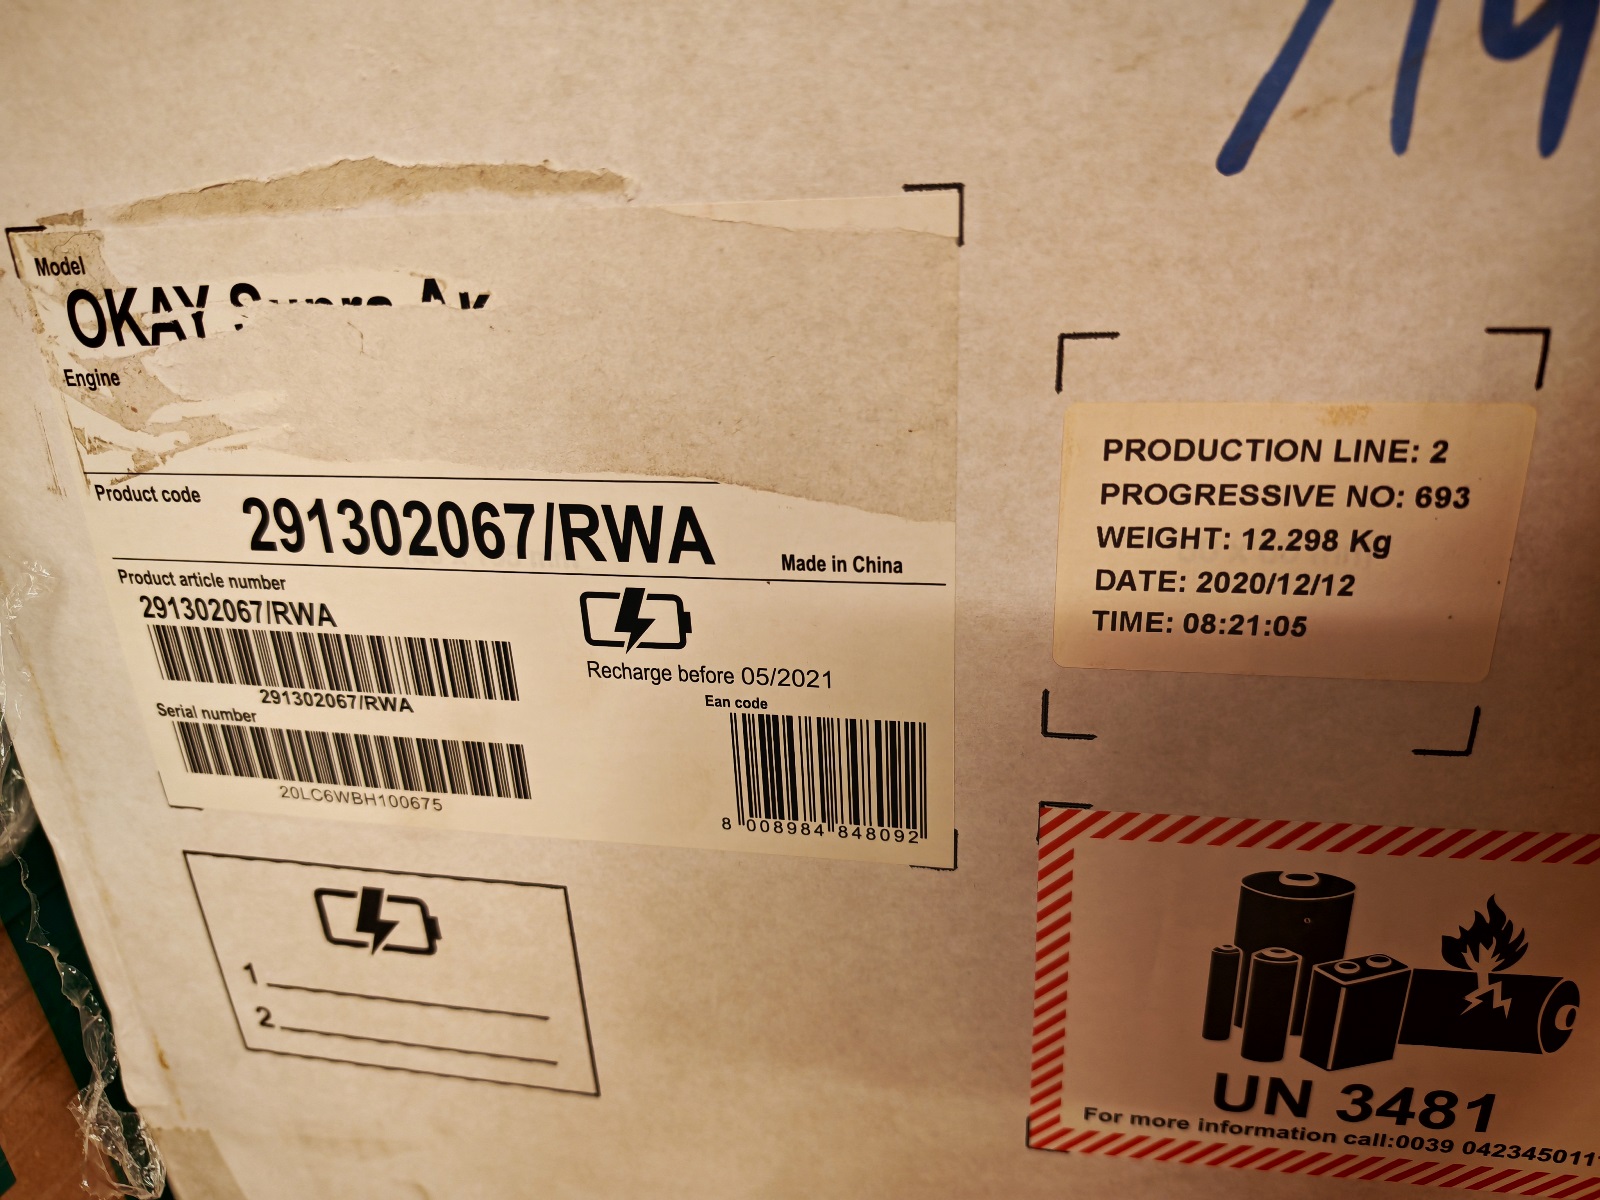 Model
OKAY Supra Ak
Engine
Product code
291302067/RWA
Made in China
Product article number
291302067/RWA
291302067/RWA
Serial number
20LC6WBH100675
Recharge before 05/2021
Ean code
8 008984 848092
1
2
PRODUCTION LINE: 2
PROGRESSIVE NO: 693
WEIGHT: 12.298 Kg
DATE: 2020/12/12
TIME: 08:21:05
UN 3481
For more information call:0039 042345011